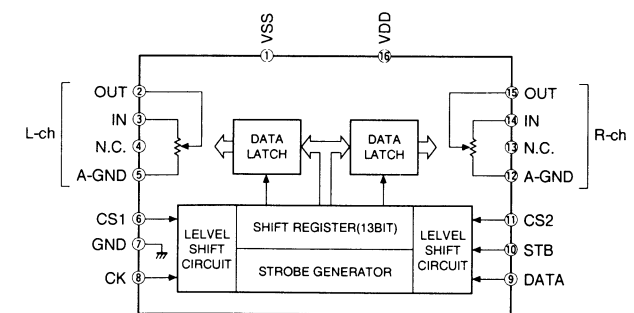 VSS
VDD
① ⑯
OUT ② ⑮ OUT
IN ③ ⑭ IN
L-ch R-ch
N.C. ④ ⑬ N.C.
A-GND ⑤ ⑫ A-GND
DATA LATCH
DATA LATCH
CS1 ⑥ ⑪ CS2
GND ⑦ ⑩ STB
CK ⑧ ⑨ DATA
LELVEL
SHIFT
CIRCUIT
SHIFT REGISTER(13BIT)
STROBE GENERATOR
LELVEL
SHIFT
CIRCUIT